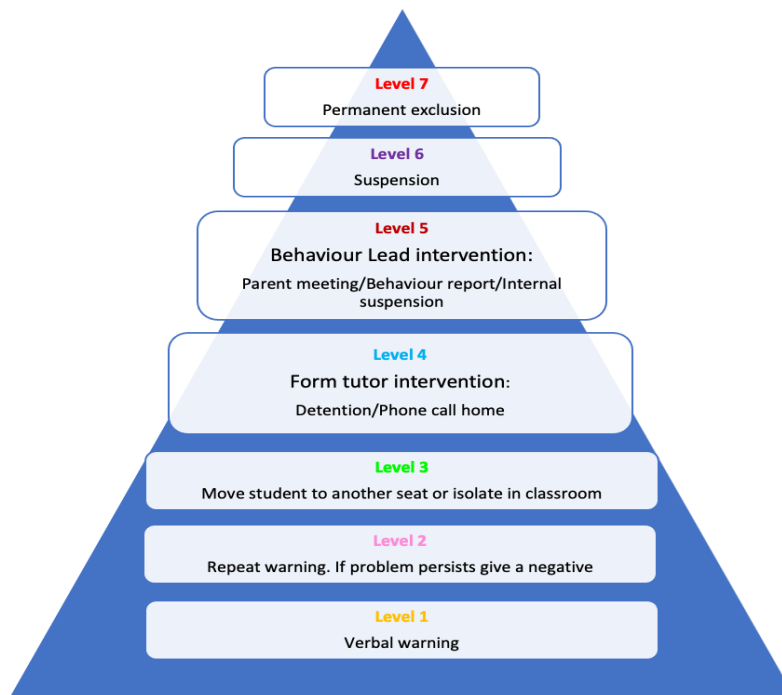 Level 7
Permanent exclusion
Level 6
Suspension
Level 5
Behaviour Lead intervention:
Parent meeting/Behaviour report/Internal
suspension
Level 4
Form tutor intervention:
Detention/Phone call home
Level 3
Move student to another seat or isolate in classroom
Level 2
Repeat warning. If problem persists give a negative
Level 1
Verbal warning